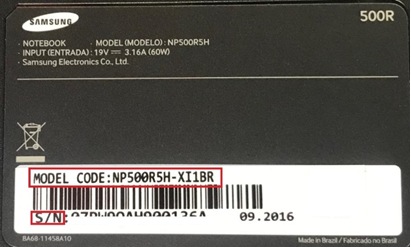 SAMSUNG
500R
· NOTEBOOK · MODEL (MODELO) : NP500R5H
· INPUT (ENTRADA) : 19V ⎓ 3.16A (60W)
· Samsung Electronics Co., Ltd.
MODEL CODE:NP500R5H-XI1BR
S/N:
09.2016
BA68-11458A10
Made in Brazil / Fabricado no Brasil